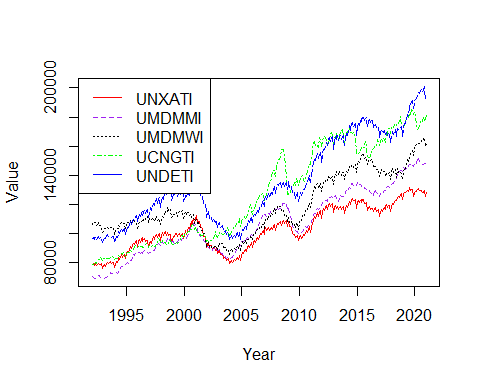 UNXATI
UMDMMI
UMDMWI
UCNGTI
UNDETI
Value
80000
140000
200000
1995
2000
2005
2010
2015
2020
Year